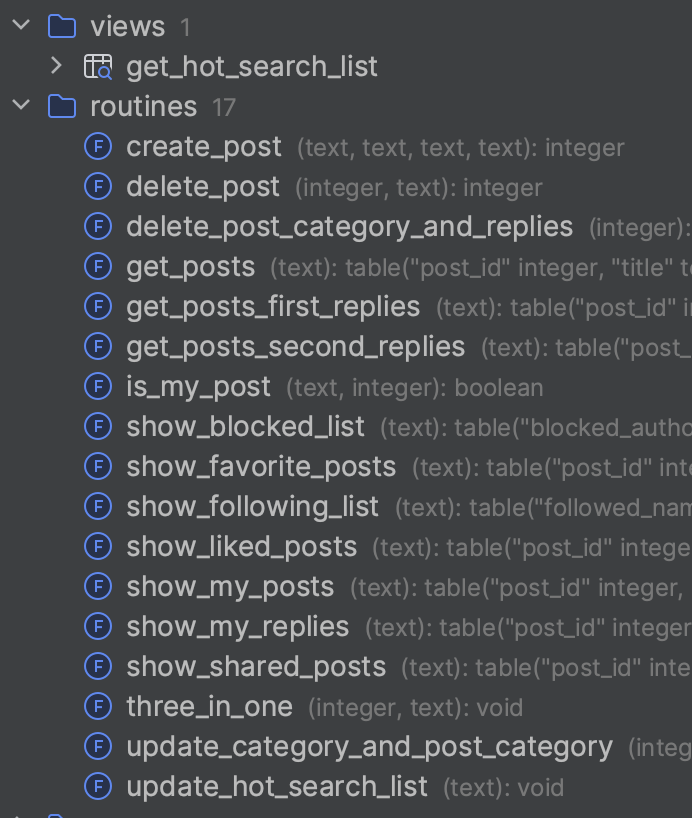 views 1
get_hot_search_list
routines 17
F create_post (text, text, text, text): integer
F delete_post (integer, text): integer
F delete_post_category_and_replies (integer):
F get_posts (text): table("post_id" integer, "title" t
F get_posts_first_replies (text): table("post_id" i
F get_posts_second_replies (text): table("post_
F is_my_post (text, integer): boolean
F show_blocked_list (text): table("blocked_autho
F show_favorite_posts (text): table("post_id" inte
F show_following_list (text): table("followed_nam
F show_liked_posts (text): table("post_id" intege
F show_my_posts (text): table("post_id" integer,
F show_my_replies (text): table("post_id" integer
F show_shared_posts (text): table("post_id" inte
F three_in_one (integer, text): void
F update_category_and_post_category (integ
F update_hot_search_list (text): void